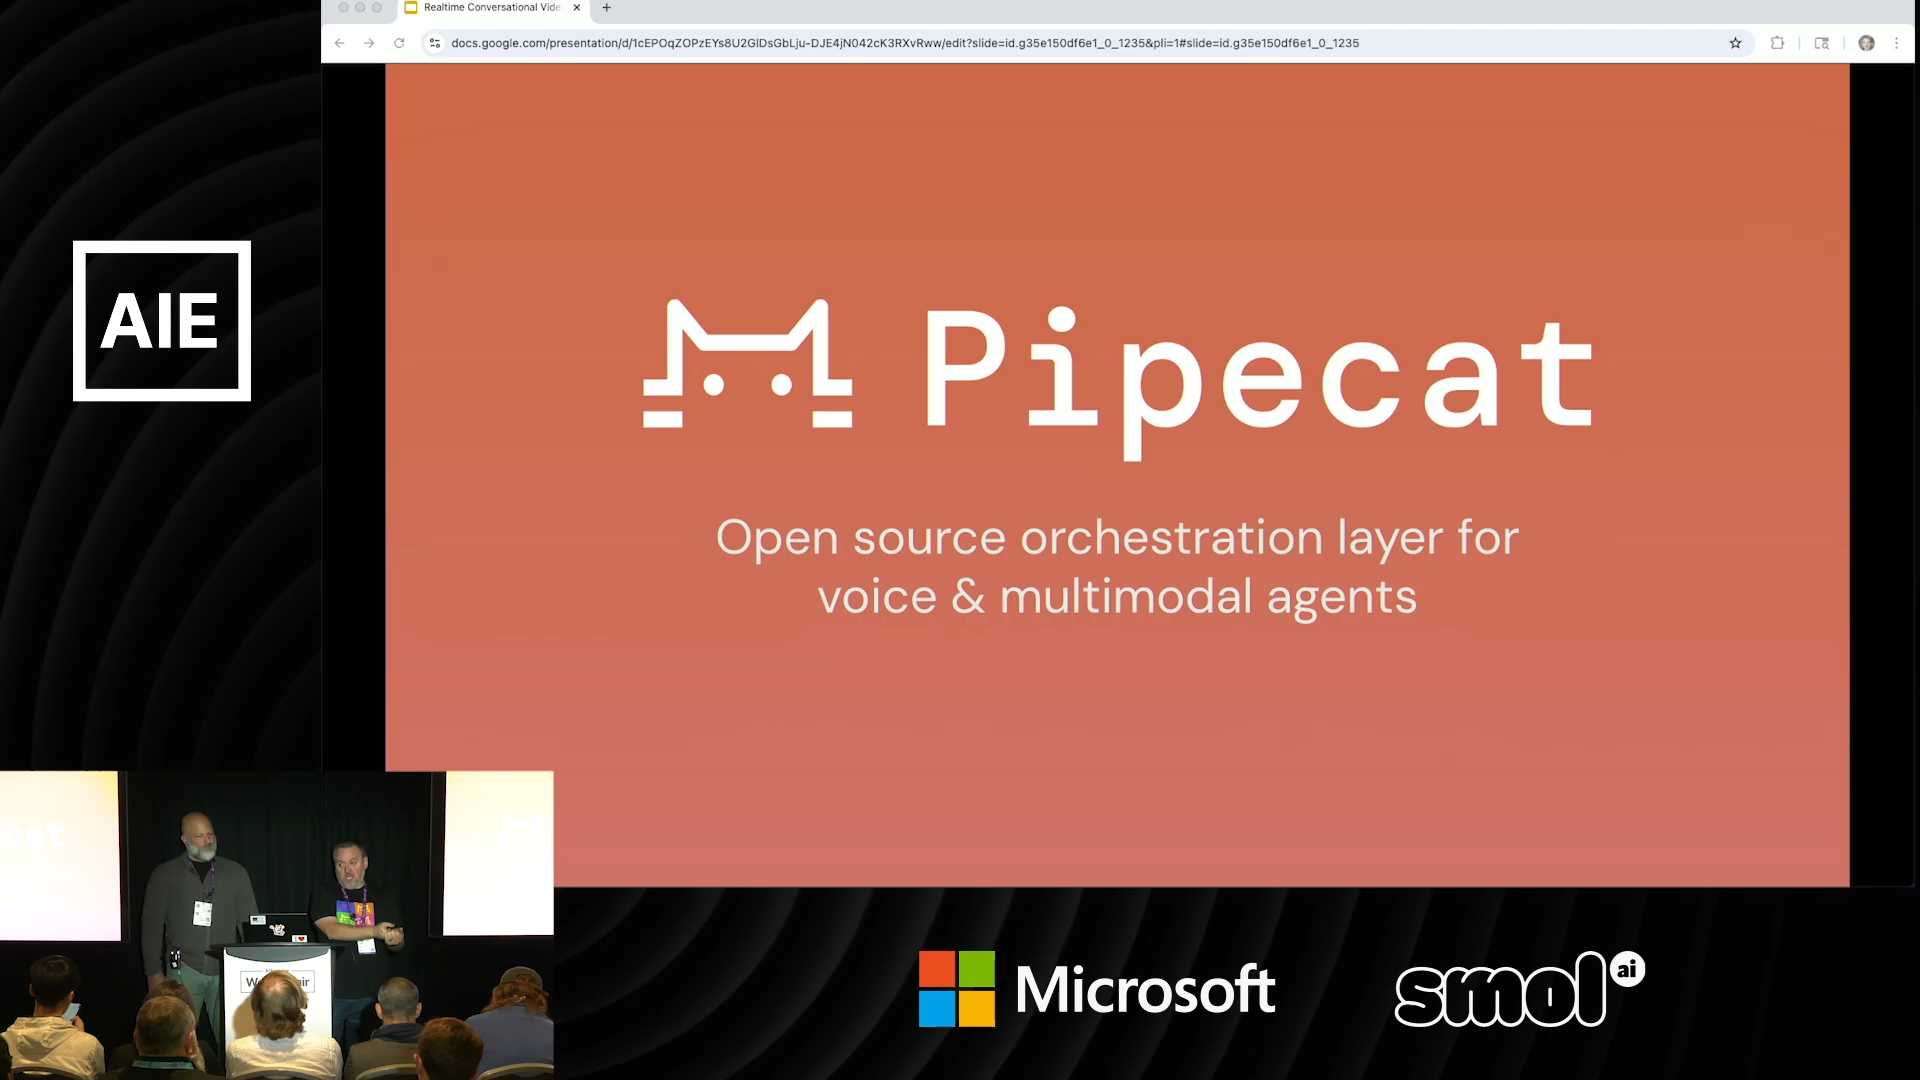 Realtime Conversational Vide
docs.google.com/presentation/d/1cEPOqZOPzEYs8U2GlDsGbLju-DJE4jN042cK3RXvRww/edit?slide=id.g35e150df6e1_0_1235&pli=1#slide=id.g35e150df6e1_0_1235
AIE
Pipecat
Open source orchestration layer for
voice & multimodal agents
cat
Microsoft
smol ai